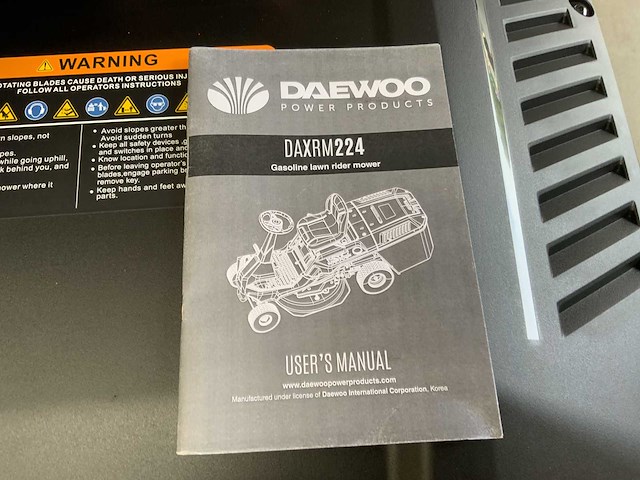 WARNING
OTATING BLADES CAUSE DEATH OR SERIOUS INJ
FOLLOW ALL OPERATORS INSTRUCTIONS
n slopes, not
opes.
while going uphill,
k behind you, and
mower where it
• Avoid slopes greater th
Avoid sudden turns
• Keep all safety devices ,g
and switches in place and
• Know location and function
• Before leaving operator's
blades,engage parking b
remove key.
• Keep hands and feet aw
parts.
DAEWOO
POWER PRODUCTS
DAXRM224
Gasoline lawn rider mower
USER'S MANUAL
www.daewoopowerproducts.com
Manufactured under license of Daewoo International Corporation, Korea